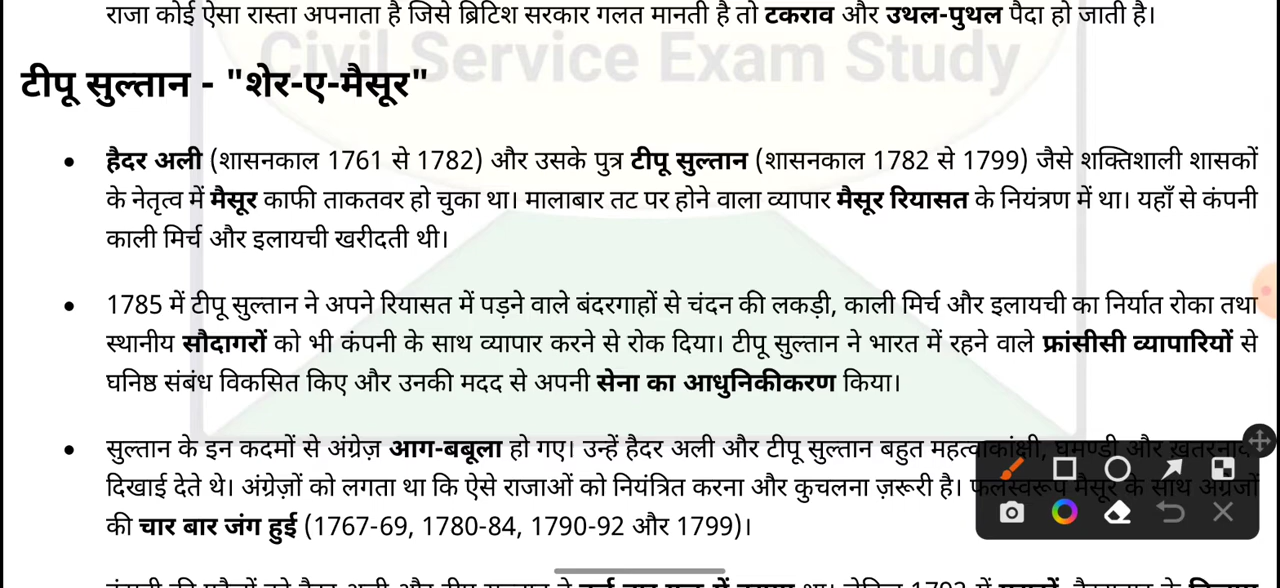 राजा कोई ऐसा रास्ता अपनाता है जिसे ब्रिटिश सरकार गलत मानती है तो टकराव और उथल-पुथल पैदा हो जाती है।
Civil Service Exam Study
टीपू सुल्तान - "शेर-ए-मैसूर"
• हैदर अली (शासनकाल 1761 से 1782) और उसके पुत्र टीपू सुल्तान (शासनकाल 1782 से 1799) जैसे शक्तिशाली शासकों
के नेतृत्व में मैसूर काफी ताकतवर हो चुका था। मालाबार तट पर होने वाला व्यापार मैसूर रियासत के नियंत्रण में था। यहाँ से कंपनी
काली मिर्च और इलायची खरीदती थी।
• 1785 में टीपू सुल्तान ने अपने रियासत में पड़ने वाले बंदरगाहों से चंदन की लकड़ी, काली मिर्च और इलायची का निर्यात रोका तथा
स्थानीय सौदागरों को भी कंपनी के साथ व्यापार करने से रोक दिया। टीपू सुल्तान ने भारत में रहने वाले फ्रांसीसी व्यापारियों से
घनिष्ठ संबंध विकसित किए और उनकी मदद से अपनी सेना का आधुनिकीकरण किया।
• सुल्तान के इन कदमों से अंग्रेज़ आग-बबूला हो गए। उन्हें हैदर अली और टीपू सुल्तान बहुत महत्वाकांक्षी, घमण्डी और
दिखाई देते थे। अंग्रेज़ों को लगता था कि ऐसे राजाओं को नियंत्रित करना और कुचलना ज़रूरी है। फलस्वरूप मैसूर के साथ अंग्रेजों
की चार बार जंग हुई (1767-69, 1780-84, 1790-92 और 1799)।